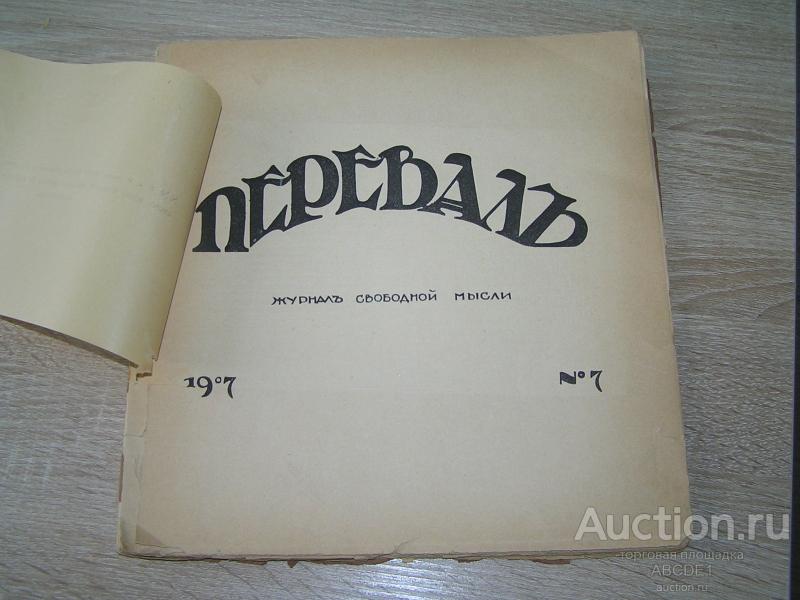 ПЕРЕВАЛЪ
ЖУРНАЛЪ СВОБОДНОЙ МЫСЛИ
1907 №7
Auction.ru
торговая площадка
ABCDE1
auction.ru